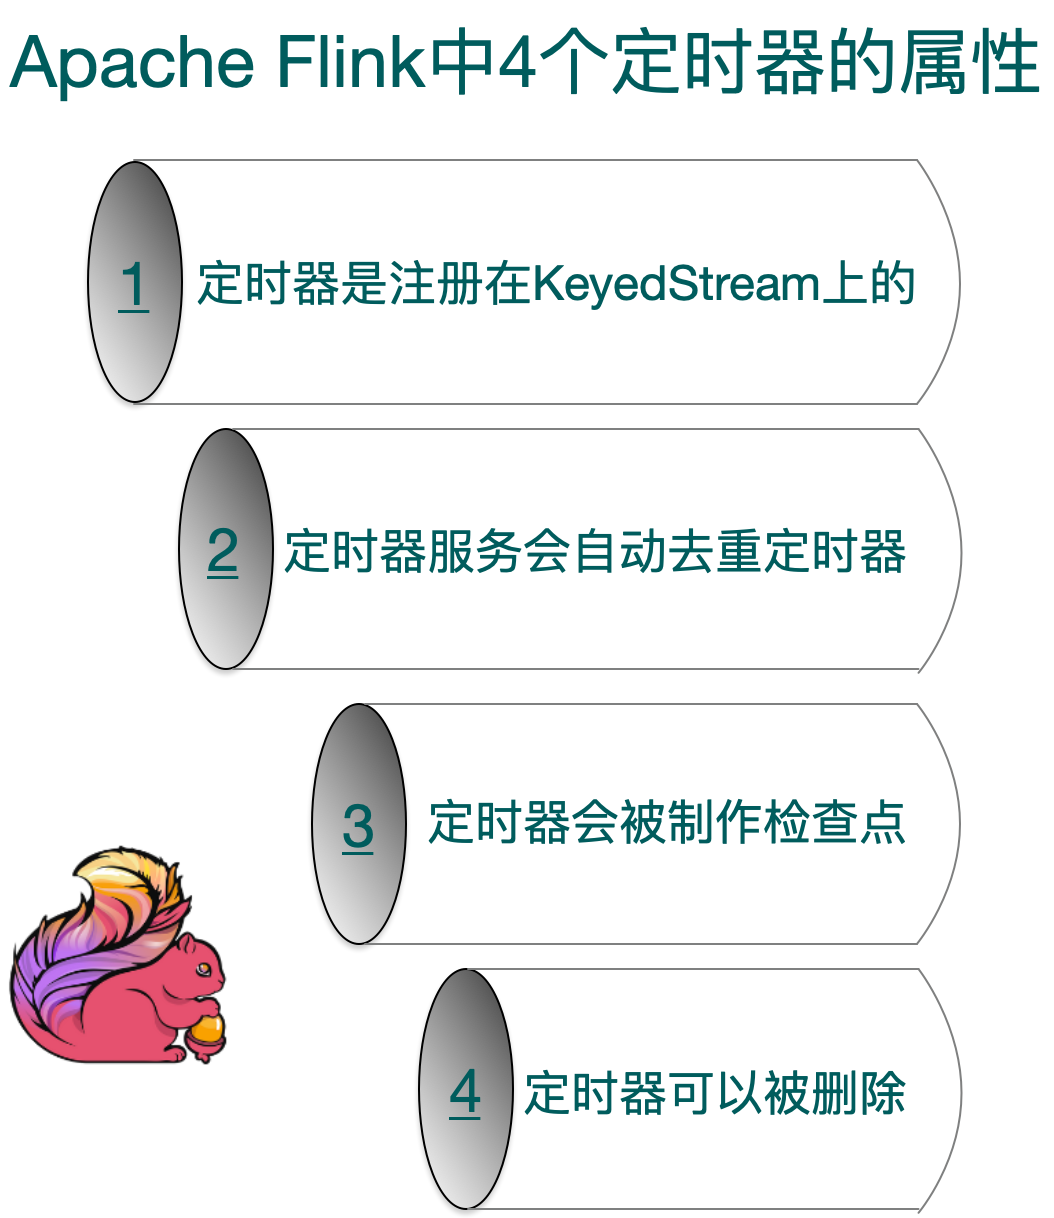 Apache Flink中4个定时器的属性
1 定时器是注册在KeyedStream上的
2 定时器服务会自动去重定时器
3 定时器会被制作检查点
4 定时器可以被删除